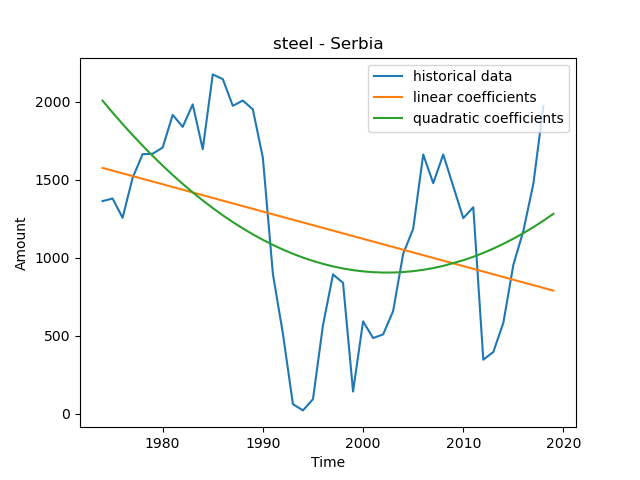 steel - Serbia
historical data
linear coefficients
quadratic coefficients
Amount
2000
1500
1000
500
0
1980 1990 2000 2010 2020
Time